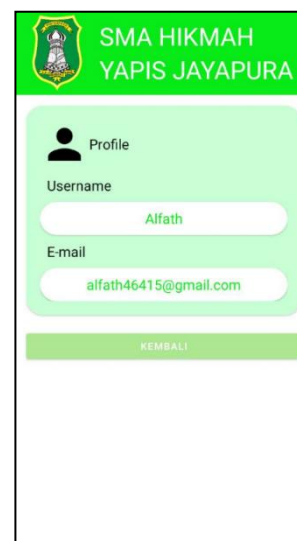 SMA HIKMAH
YAPIS JAYAPURA
Profile
Username
Alfath
E-mail
alfath46415@gmail.com
KEMBALI